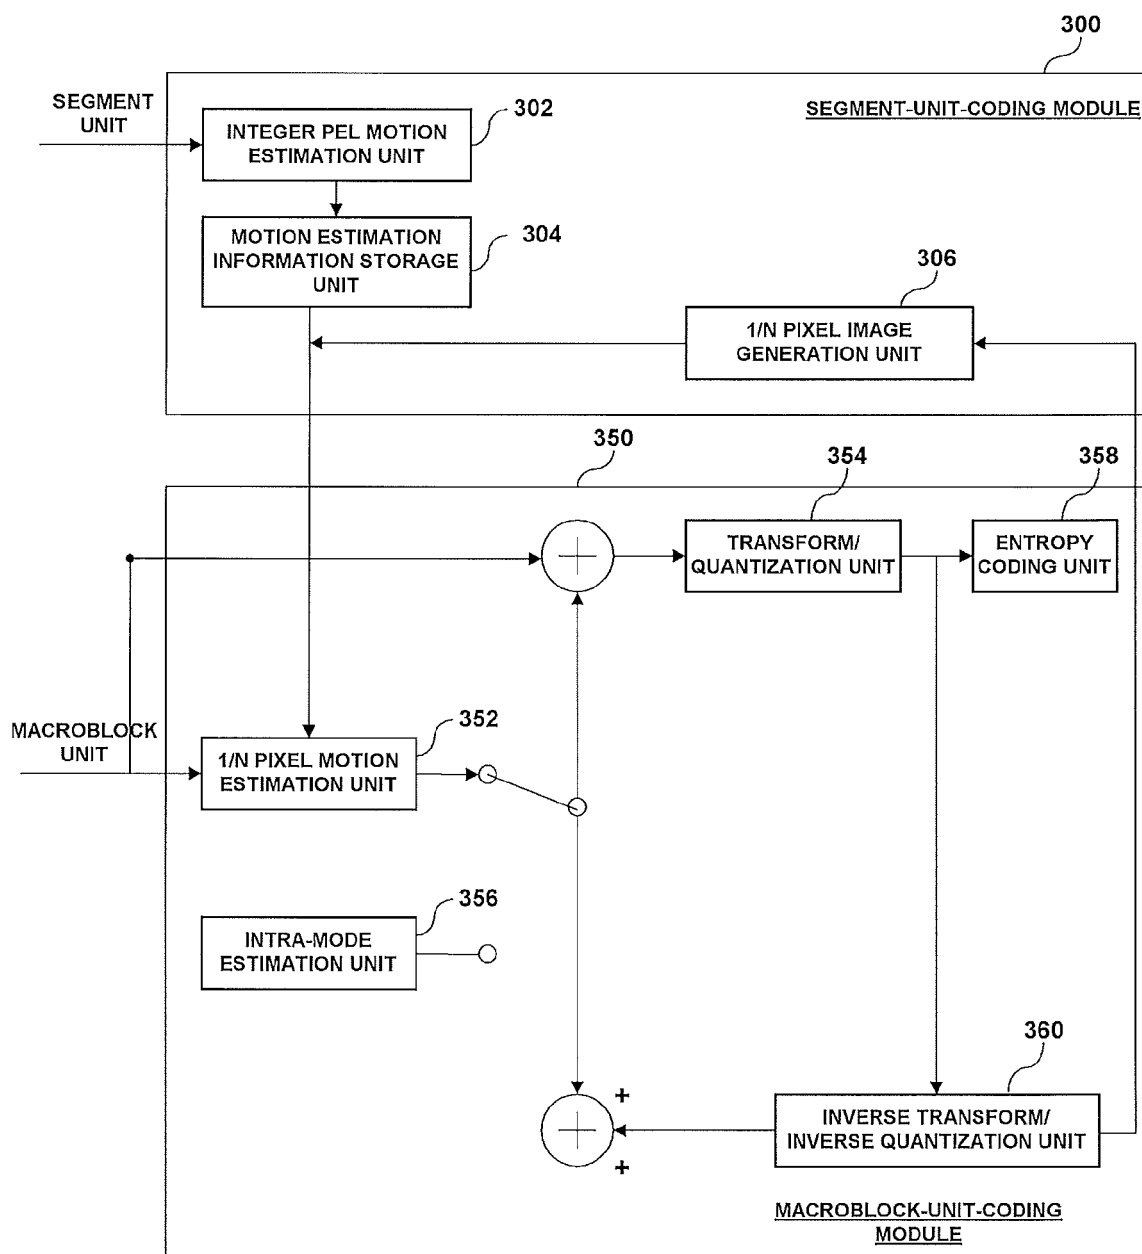 300
SEGMENT
UNIT
SEGMENT-UNIT-CODING MODULE
302
INTEGER PEL MOTION
ESTIMATION UNIT
304
MOTION ESTIMATION
INFORMATION STORAGE
UNIT
306
1/N PIXEL IMAGE
GENERATION UNIT
350
354
358
TRANSFORM/
QUANTIZATION UNIT
ENTROPY
CODING UNIT
MACROBLOCK
UNIT
352
1/N PIXEL MOTION
ESTIMATION UNIT
356
INTRA-MODE
ESTIMATION UNIT
360
+
+
INVERSE TRANSFORM/
INVERSE QUANTIZATION UNIT
MACROBLOCK-UNIT-CODING
MODULE